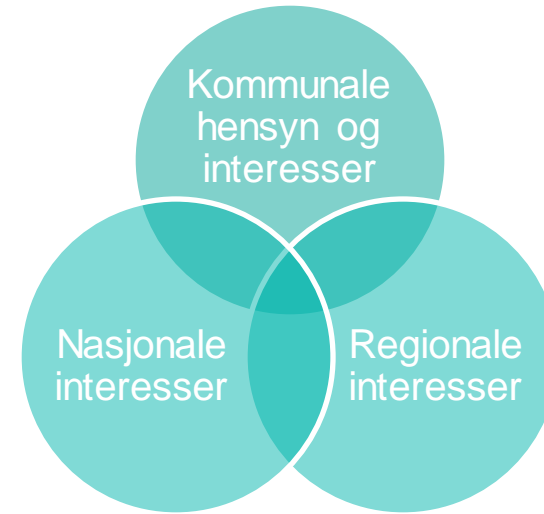 Kommunale
hensyn og
interesser
Nasjonale
interesser
Regionale
interesser